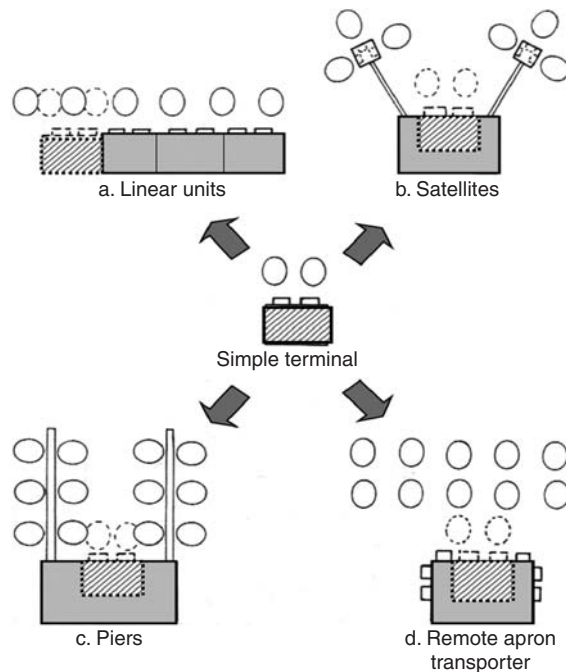 a. Linear units
b. Satellites
Simple terminal
c. Piers
d. Remote apron
transporter